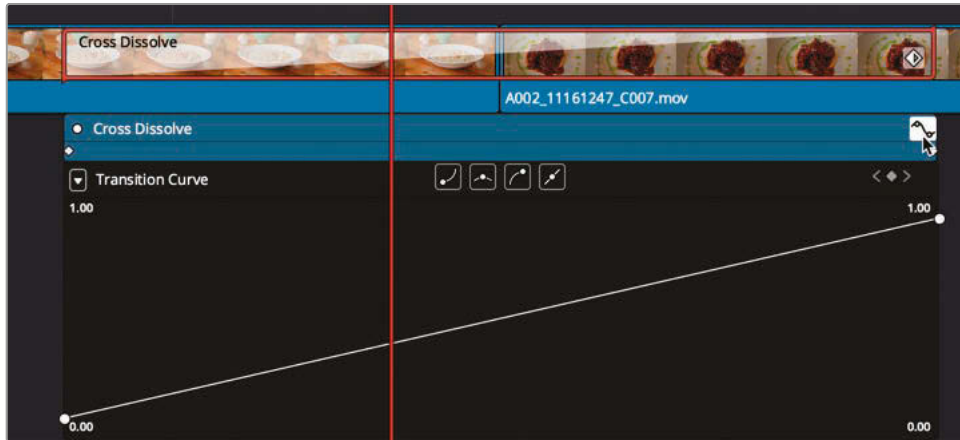 Cross Dissolve
A002_11161247_C007.mov
Cross Dissolve
Transition Curve
1.00
1.00
0.00
0.00